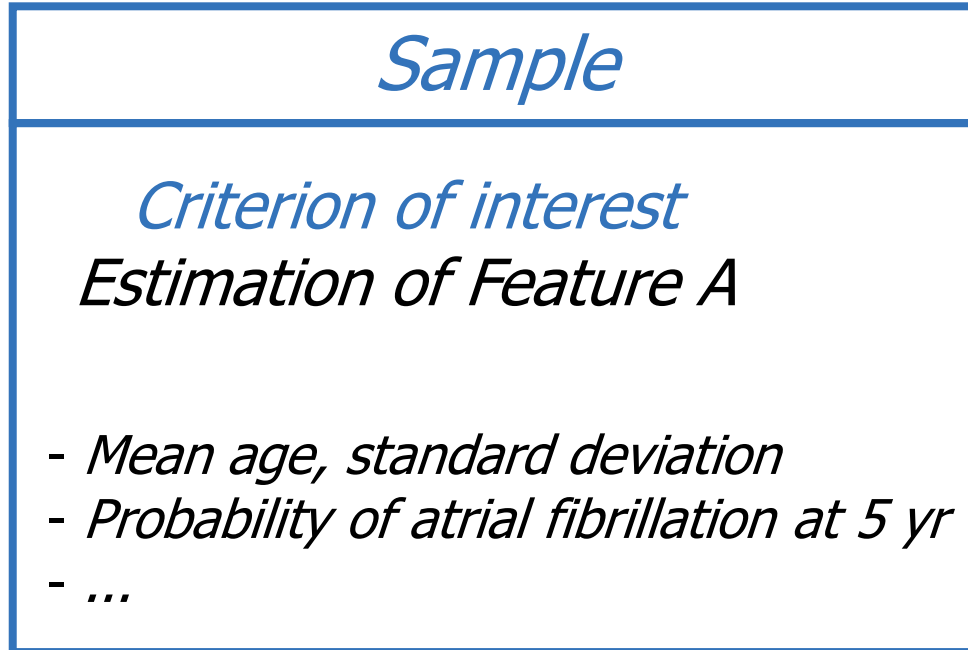 Sample
Criterion of interest
Estimation of Feature A
- Mean age, standard deviation
- Probability of atrial fibrillation at 5 yr
- ...